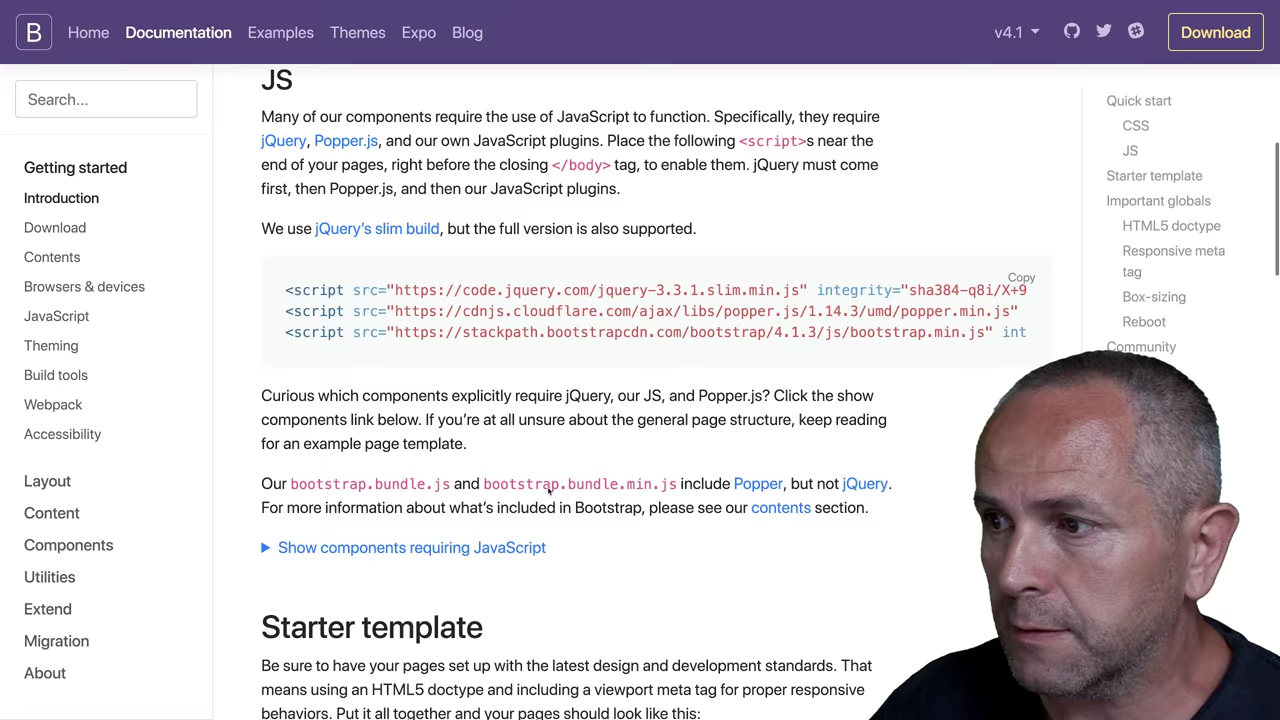 B Home Documentation Examples Themes Expo Blog v4.1 Download
Search...
Getting started
Introduction
Download
Contents
Browsers & devices
JavaScript
Theming
Build tools
Webpack
Accessibility
Layout
Content
Components
Utilities
Extend
Migration
About
JS
Many of our components require the use of JavaScript to function. Specifically, they require
jQuery, Popper.js, and our own JavaScript plugins. Place the following <script>s near the
end of your pages, right before the closing </body> tag, to enable them. jQuery must come
first, then Popper.js, and then our JavaScript plugins.
We use jQuery’s slim build, but the full version is also supported.
Copy
<script src="https://code.jquery.com/jquery-3.3.1.slim.min.js" integrity="sha384-q8i/X+9
<script src="https://cdnjs.cloudflare.com/ajax/libs/popper.js/1.14.3/umd/popper.min.js"
<script src="https://stackpath.bootstrapcdn.com/bootstrap/4.1.3/js/bootstrap.min.js" int
Curious which components explicitly require jQuery, our JS, and Popper.js? Click the show
components link below. If you’re at all unsure about the general page structure, keep reading
for an example page template.
Our bootstrap.bundle.js and bootstrap.bundle.min.js include Popper, but not jQuery.
For more information about what’s included in Bootstrap, please see our contents section.
Show components requiring JavaScript
Starter template
Be sure to have your pages set up with the latest design and development standards. That
means using an HTML5 doctype and including a viewport meta tag for proper responsive
behaviors. Put it all together and your pages should look like this:
Quick start
CSS
JS
Starter template
Important globals
HTML5 doctype
Responsive meta
tag
Box-sizing
Reboot
Community